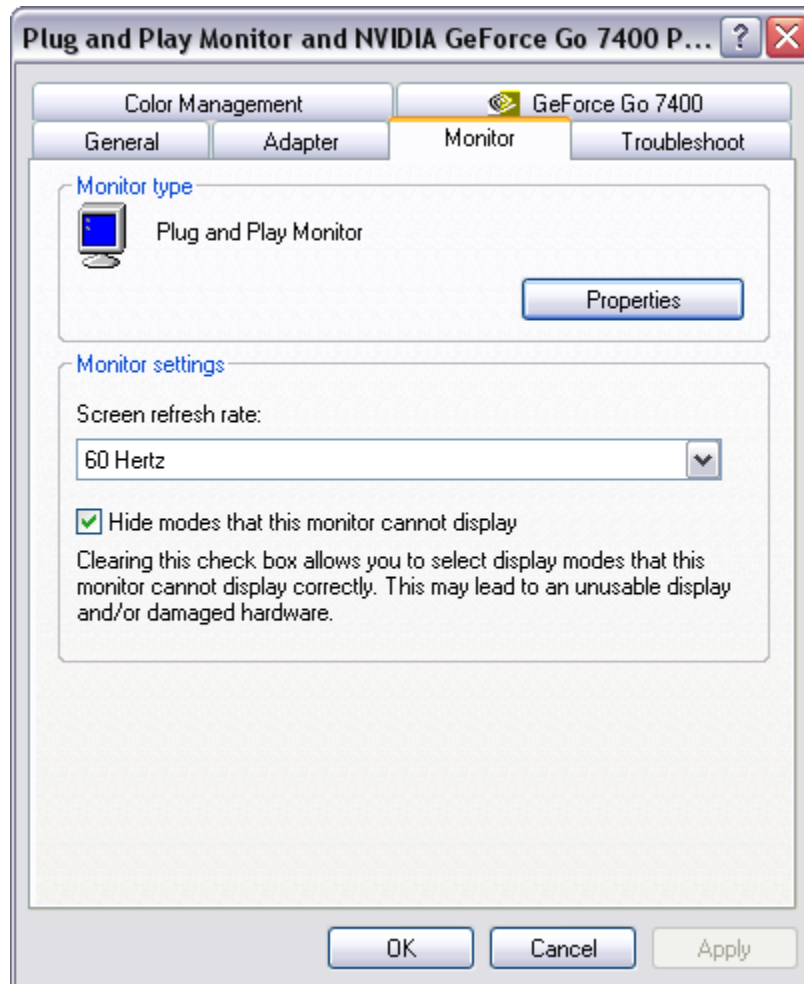 Plug and Play Monitor and NVIDIA GeForce Go 7400 P...
Color Management
GeForce Go 7400
General
Adapter
Monitor
Troubleshoot
Monitor type
Plug and Play Monitor
Properties
Monitor settings
Screen refresh rate:
60 Hertz
Hide modes that this monitor cannot display
Clearing this check box allows you to select display modes that this
monitor cannot display correctly. This may lead to an unusable display
and/or damaged hardware.
OK
Cancel
Apply